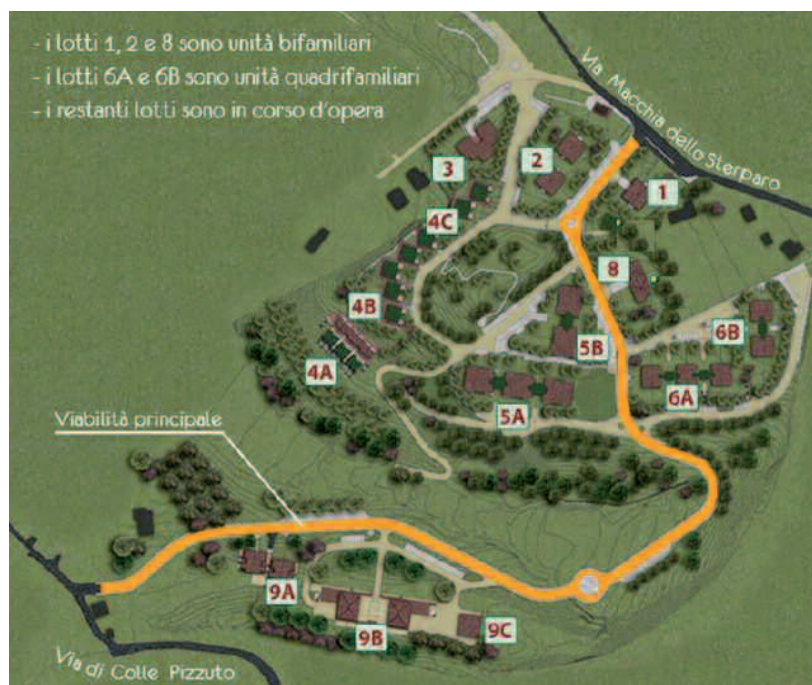 - i lotti 1, 2 e 8 sono unità bifamiliari
- i lotti 6A e 6B sono unità quadrifamiliari
- i restanti lotti sono in corso d'opera
Via Macchia dello Sterparo
3
2
1
4C
8
4B
6B
5B
4A
6A
5A
Viabilità principale
9A
9B
9C
Via di Colle Pizzuto